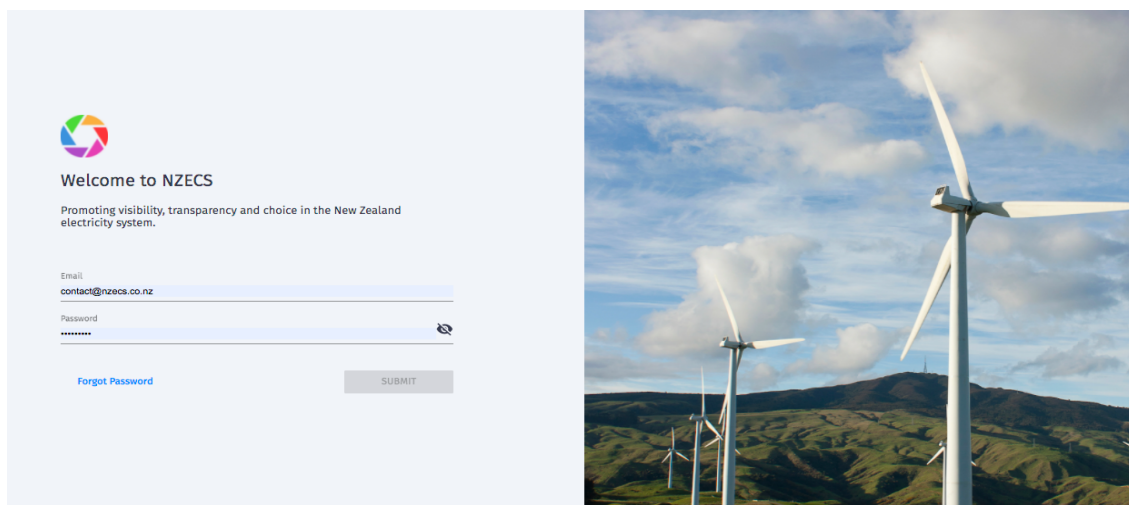 Welcome to NZECS
Promoting visibility, transparency and choice in the New Zealand
electricity system.
Email
contact@nzecs.co.nz
Password
•••••••••
Forgot Password
SUBMIT